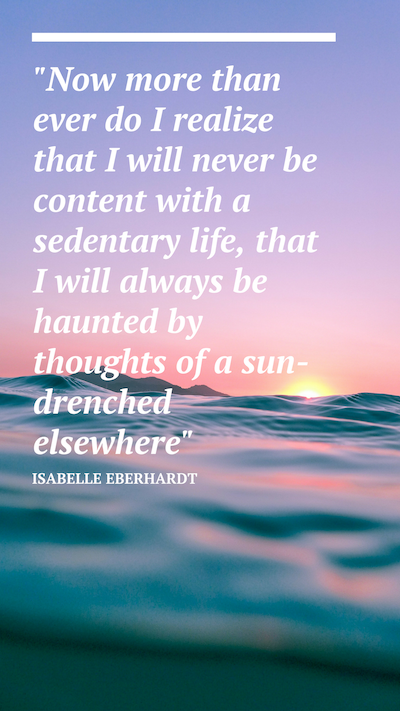 "Now more than
ever do I realize
that I will never be
content with a
sedentary life, that
I will always be
haunted by
thoughts of a sun-
drenched
elsewhere"
ISABELLE EBERHARDT